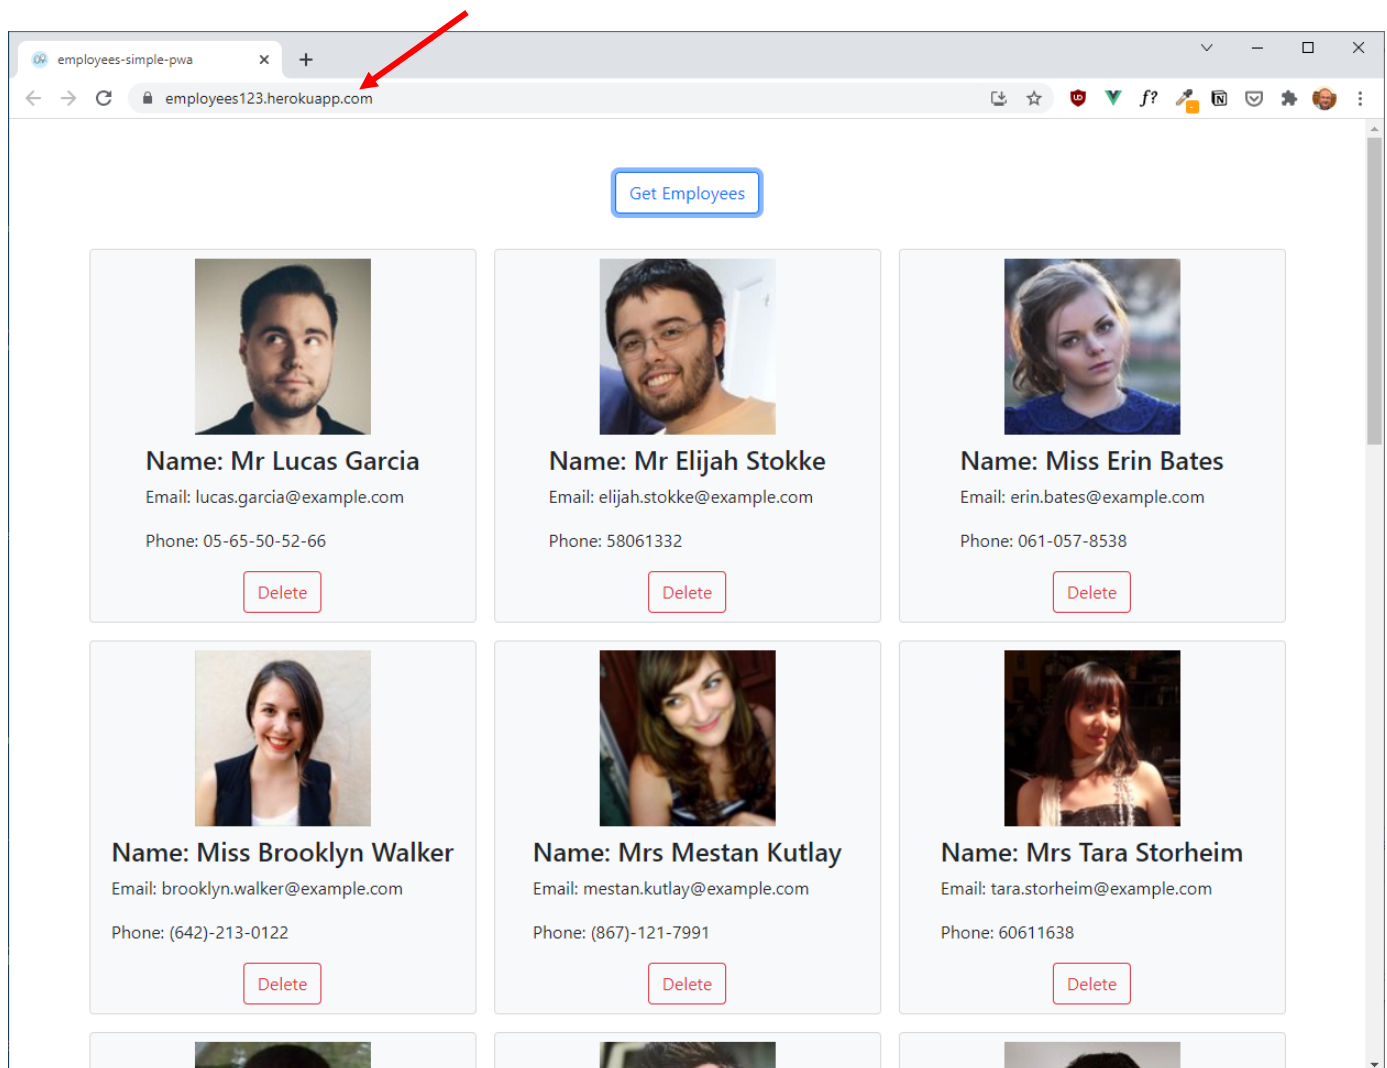 employees-simple-pwa
employees123.herokuapp.com
f?
Get Employees
Name: Mr Lucas Garcia
Email: lucas.garcia@example.com
Phone: 05-65-50-52-66
Delete
Name: Mr Elijah Stokke
Email: elijah.stokke@example.com
Phone: 58061332
Delete
Name: Miss Erin Bates
Email: erin.bates@example.com
Phone: 061-057-8538
Delete
Name: Miss Brooklyn Walker
Email: brooklyn.walker@example.com
Phone: (642)-213-0122
Delete
Name: Mrs Mestan Kutlay
Email: mestan.kutlay@example.com
Phone: (867)-121-7991
Delete
Name: Mrs Tara Storheim
Email: tara.storheim@example.com
Phone: 60611638
Delete